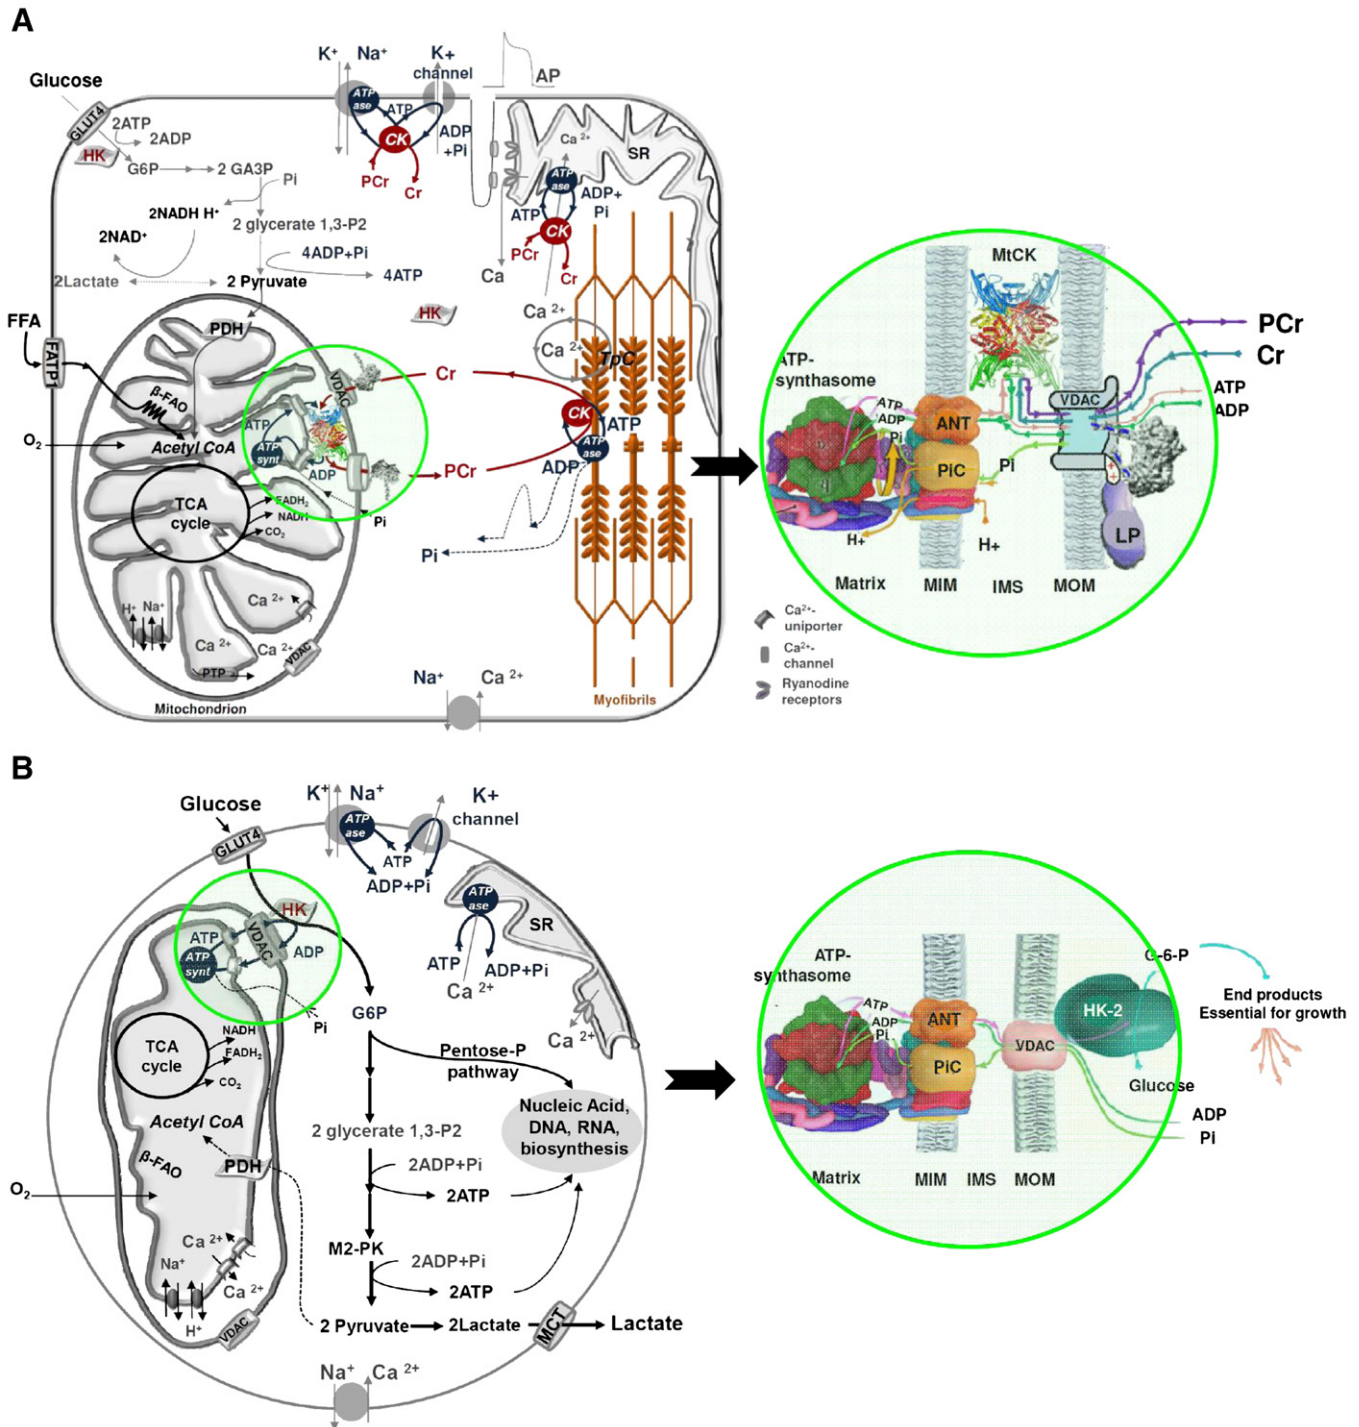 A
K⁺ Na⁺ K+
channel
AP
Glucose
GLUT4
ATP
ase
ATP
CK
ADP
+Pi
PCr
Cr
2ATP
2ADP
HK
G6P
2 GA3P
Pi
2NADH H⁺
2 glycerate 1,3-P2
2NAD⁺
4ADP+Pi
4ATP
2Lactate
2 Pyruvate
Ca 2+
SR
ATP
ase
ATP
ADP+
Pi
CK
PCr
Cr
Ca
Ca 2+
Ca 2+
TpC
HK
FFA
FATP1
PDH
β-FAO
O₂
Acetyl CoA
TCA
cycle
FADH₂
NADH
CO₂
VDAC
ATP
ATP
synt
ADP
Pi
Cr
PCr
CK
ATP
ATP
ase
ADP
Pi
H⁺
Na⁺
Ca 2+
Ca 2+
Ca 2+
PTP
VDAC
Mitochondrion
Na⁺
Ca 2+
Myofibrils
MtCK
PCr
Cr
ATP
ADP
ATP-
synthasome
ATP
ADP
Pi
ANT
PiC
VDAC
Pi
H+
H+
LP
Matrix
MIM
IMS
MOM
Ca²⁺-
uniporter
Ca²⁺-
channel
Ryanodine
receptors
B
K⁺ Na⁺ K+
channel
Glucose
GLUT4
ATP
ase
ATP
ADP+Pi
HK
VDAC
ATP
ADP
ATP
synt
Pi
ATP
ase
SR
ATP
ADP+Pi
Ca 2+
Ca 2+
G6P
Pentose-P
pathway
TCA
cycle
NADH
FADH₂
CO₂
Acetyl CoA
β-FAO
PDH
O₂
Nucleic Acid,
DNA, RNA,
biosynthesis
2 glycerate 1,3-P2
2ADP+Pi
2ATP
M2-PK
2ADP+Pi
2ATP
Ca 2+
Na⁺
Ca 2+
H⁺
VDAC
2 Pyruvate
2Lactate
MCT
Lactate
Na⁺ Ca 2+
ATP-
synthasome
ATP
ADP
Pi
ANT
PiC
VDAC
HK-2
G-6-P
End products
Essential for growth
Glucose
ADP
Pi
Matrix
MIM
IMS
MOM